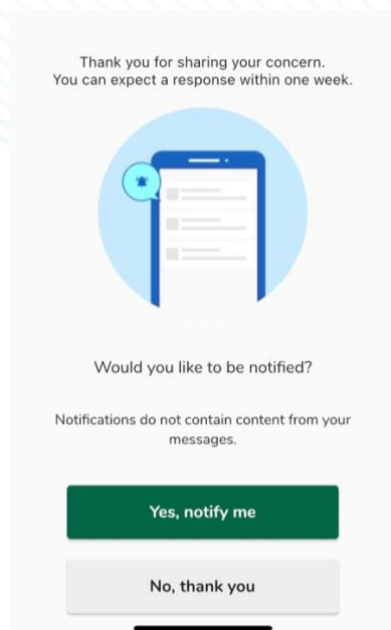 Thank you for sharing your concern.
You can expect a response within one week.
Would you like to be notified?
Notifications do not contain content from your
messages.
Yes, notify me
No, thank you